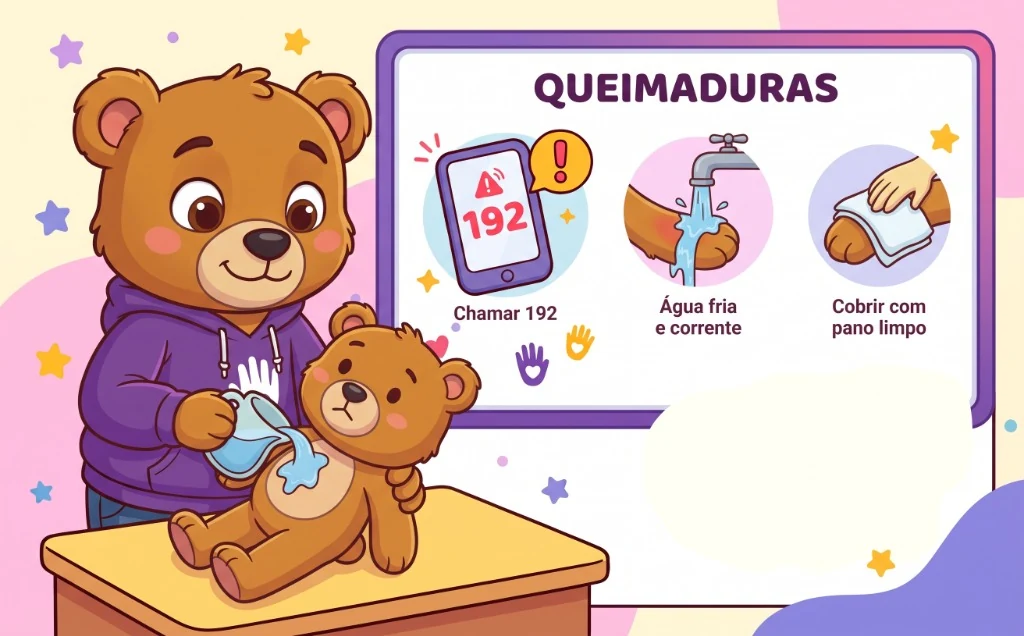 QUEIMADURAS
192
Chamar 192
Água fria
e corrente
Cobrir com
pano limpo